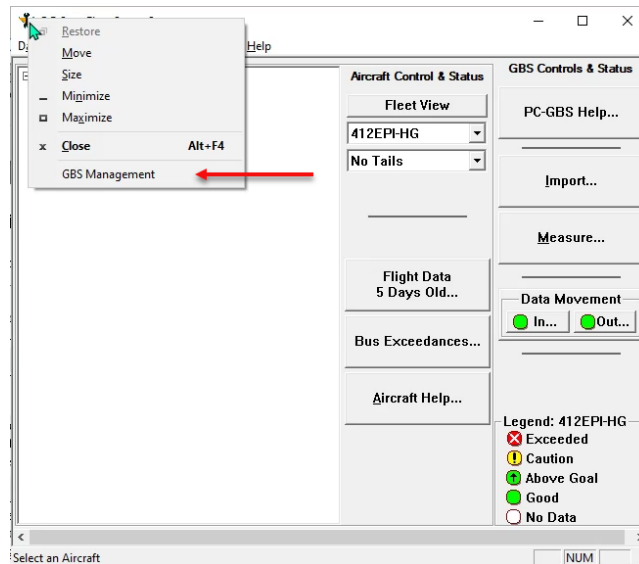 Help
Restore
Move
Size
Minimize
Maximize
Close Alt+F4
GBS Management
Aircraft Control & Status
Fleet View
412EPI-HG
No Tails
Flight Data
5 Days Old...
Bus Exceedances...
Aircraft Help...
GBS Controls & Status
PC-GBS Help...
Import...
Measure...
Data Movement
In... Out...
Legend: 412EPI-HG
Exceeded
Caution
Above Goal
Good
No Data
Select an Aircraft NUM